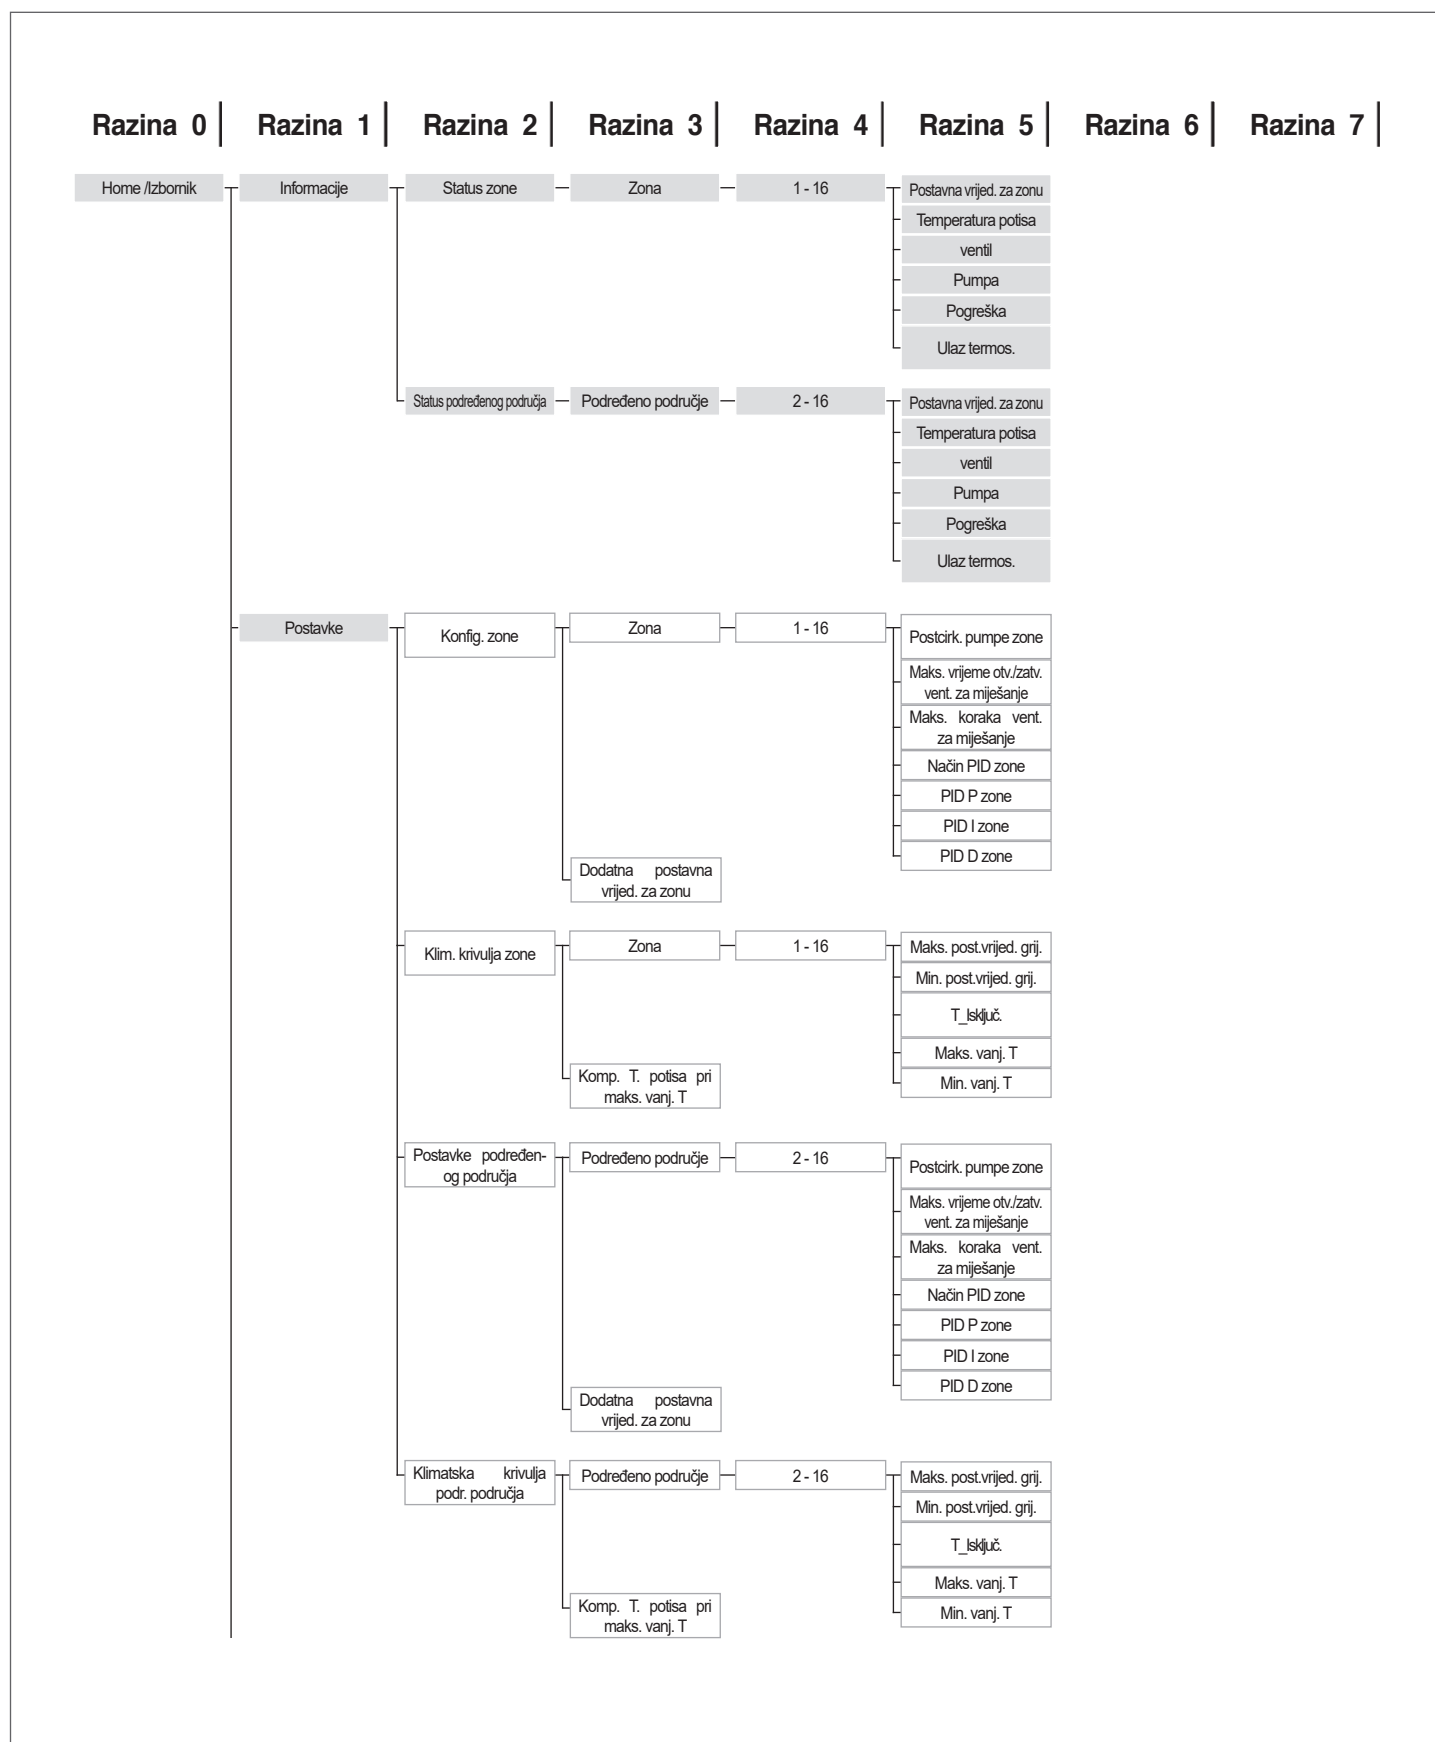 Razina 0 Razina 1 Razina 2 Razina 3 Razina 4 Razina 5 Razina 6 Razina 7
Home /Izbornik Informacije Status zone Zona 1 - 16 Postavna vrijed. za zonu
Temperatura potisa
ventil
Pumpa
Pogreška
Ulaz termos.
Status podređenog područja Podređeno područje 2 - 16 Postavna vrijed. za zonu
Temperatura potisa
ventil
Pumpa
Pogreška
Ulaz termos.
Postavke Konfig. zone Zona 1 - 16 Postcirk. pumpe zone
Maks. vrijeme otv./zatv.
vent. za miješanje
Maks. koraka vent.
za miješanje
Način PID zone
PID P zone
PID I zone
PID D zone
Dodatna postavna
vrijed. za zonu
Klim. krivulja zone Zona 1 - 16 Maks. post.vrijed. grij.
Min. post.vrijed. grij.
T_Isključ.
Maks. vanj. T
Min. vanj. T
Komp. T. potisa pri
maks. vanj. T
Postavke podređen-
og područja
Podređeno područje 2 - 16 Postcirk. pumpe zone
Maks. vrijeme otv./zatv.
vent. za miješanje
Maks. koraka vent.
za miješanje
Način PID zone
PID P zone
PID I zone
PID D zone
Dodatna postavna
vrijed. za zonu
Klimatska krivulja
podr. područja
Podređeno područje 2 - 16 Maks. post.vrijed. grij.
Min. post.vrijed. grij.
T_Isključ.
Maks. vanj. T
Min. vanj. T
Komp. T. potisa pri
maks. vanj. T